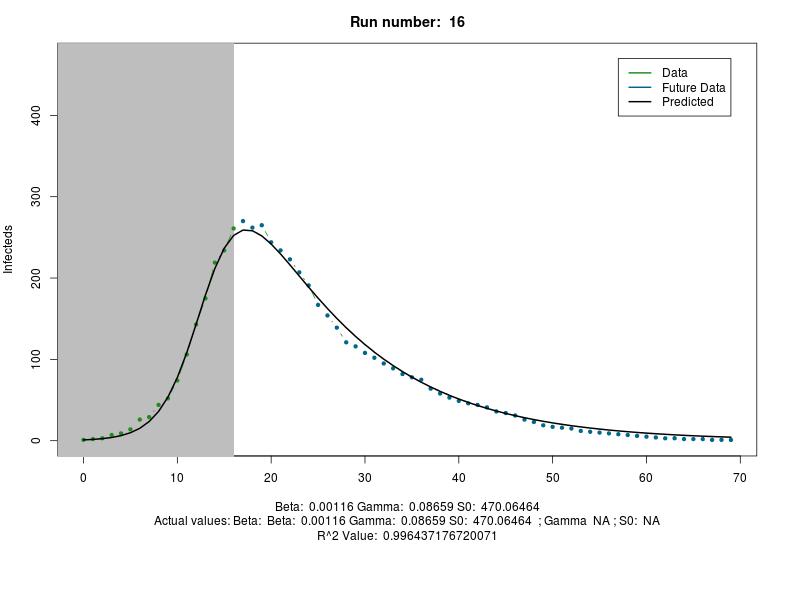 Run number:  16
Data
Future Data
Predicted
Infecteds
400
300
200
100
0
0 10 20 30 40 50 60 70
Beta:  0.00116 Gamma:  0.08659 S0:  470.06464
Actual values: Beta:  Beta:  0.00116 Gamma:  0.08659 S0:  470.06464  ; Gamma  NA ; S0:  NA
R^2 Value:  0.996437176720071